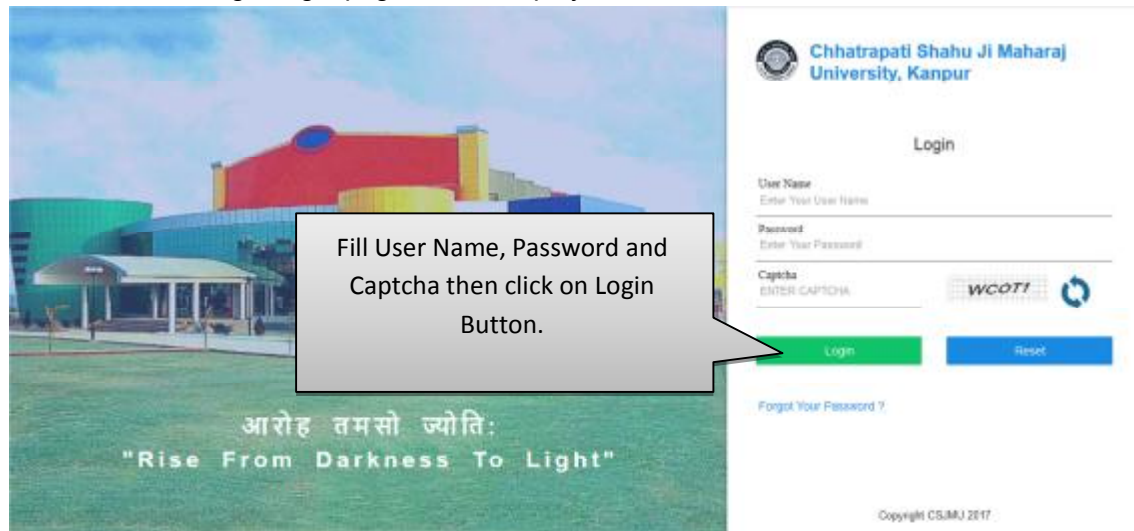 Chhatrapati Shahu Ji Maharaj
University, Kanpur
Login
User Name
Enter Your User Name
Password
Enter Your Password
Captcha
ENTER CAPTCHA
Fill User Name, Password and
Captcha then click on Login
Button.
Login
Reset
Forgot Your Password ?
आरोह तमसो ज्योति:
"Rise From Darkness To Light"
Copyright CSJMU 2017